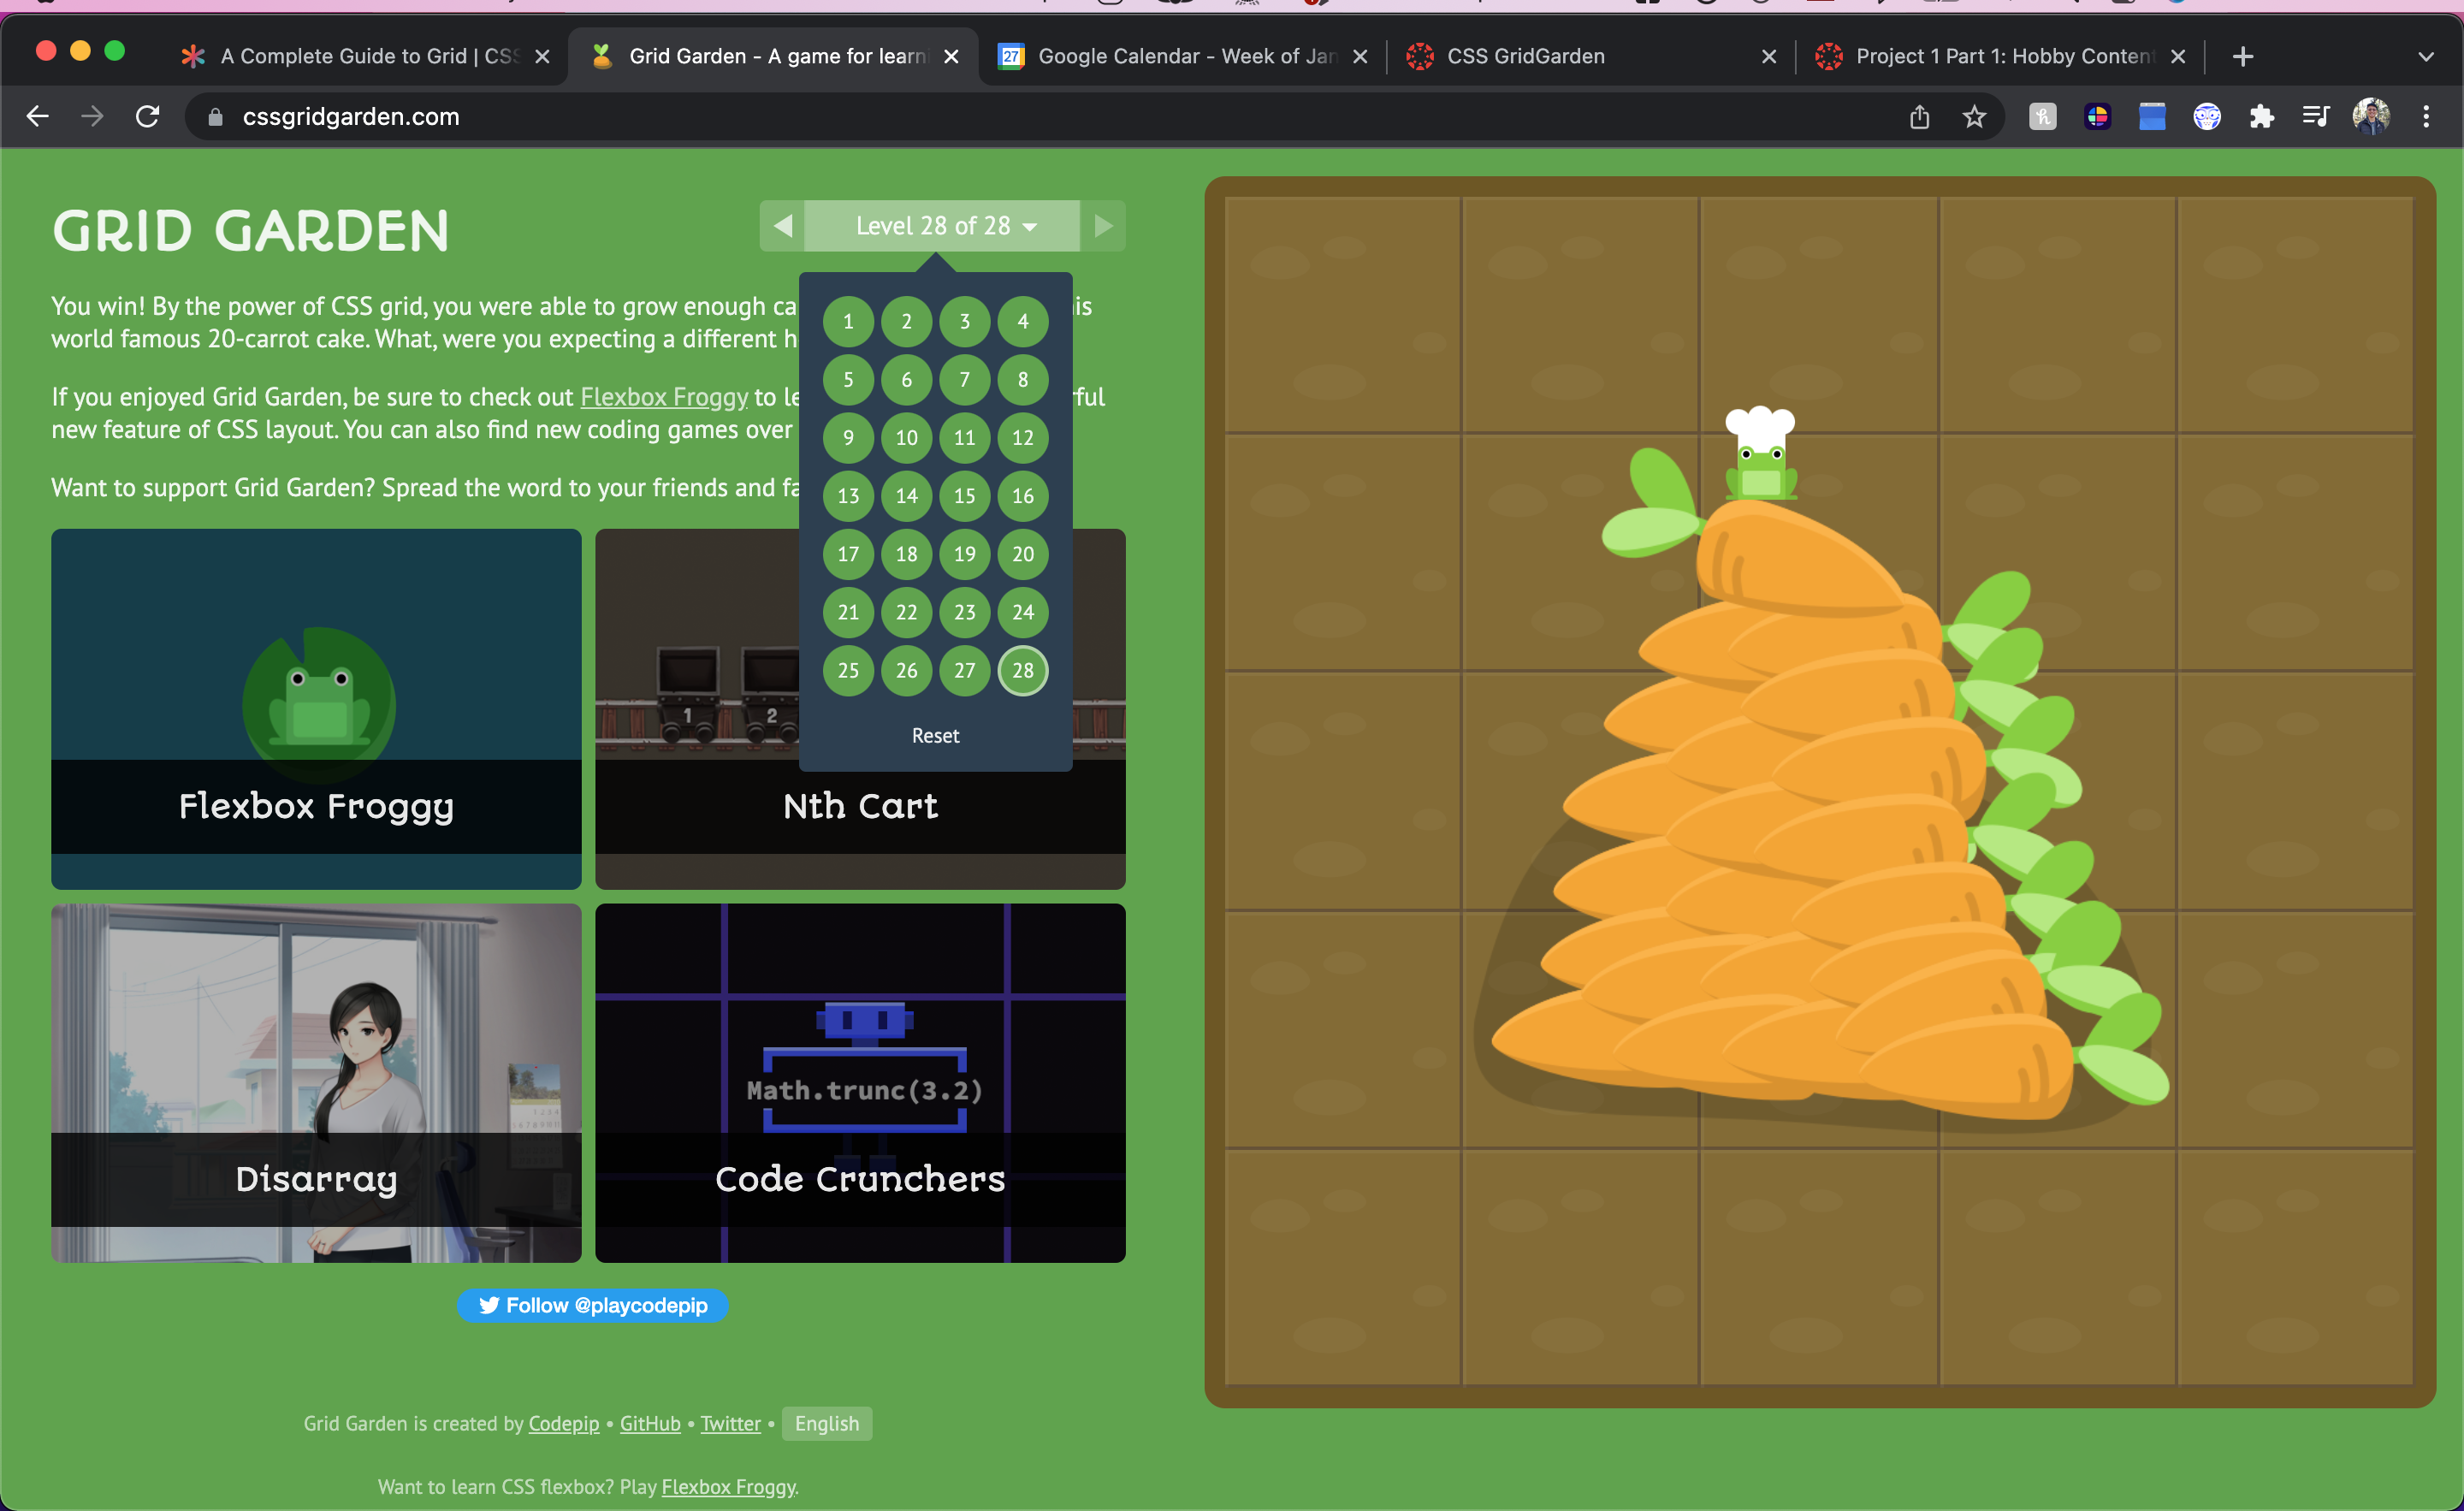 A Complete Guide to Grid | CSS
Grid Garden - A game for learni
27
Google Calendar - Week of Jan
CSS GridGarden
Project 1 Part 1: Hobby Content
cssgridgarden.com
GRID GARDEN
Level 28 of 28
You win! By the power of CSS grid, you were able to grow enough ca is
world famous 20-carrot cake. What, were you expecting a different h
If you enjoyed Grid Garden, be sure to check out Flexbox Froggy to le rful
new feature of CSS layout. You can also find new coding games over
Want to support Grid Garden? Spread the word to your friends and fa
1 2 3 4
5 6 7 8
9 10 11 12
13 14 15 16
17 18 19 20
21 22 23 24
25 26 27 28
Reset
1 2
Flexbox Froggy
Nth Cart
Math.trunc(3.2)
Disarray
Code Crunchers
Follow @playcodepip
Grid Garden is created by Codepip • GitHub • Twitter • English
Want to learn CSS flexbox? Play Flexbox Froggy.